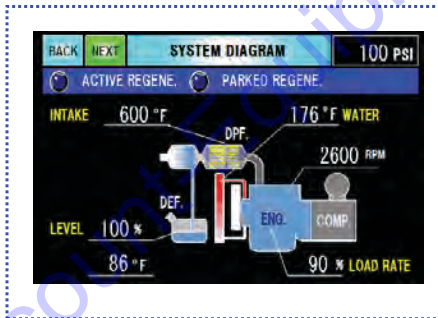 BACK NEXT SYSTEM DIAGRAM 100 PSI
ACTIVE REGENE. PARKED REGENE.
INTAKE 600 °F 176 °F WATER
DPF.
2600 RPM
DEF.
ENG. COMP.
LEVEL 100 %
86 °F 90 % LOAD RATE